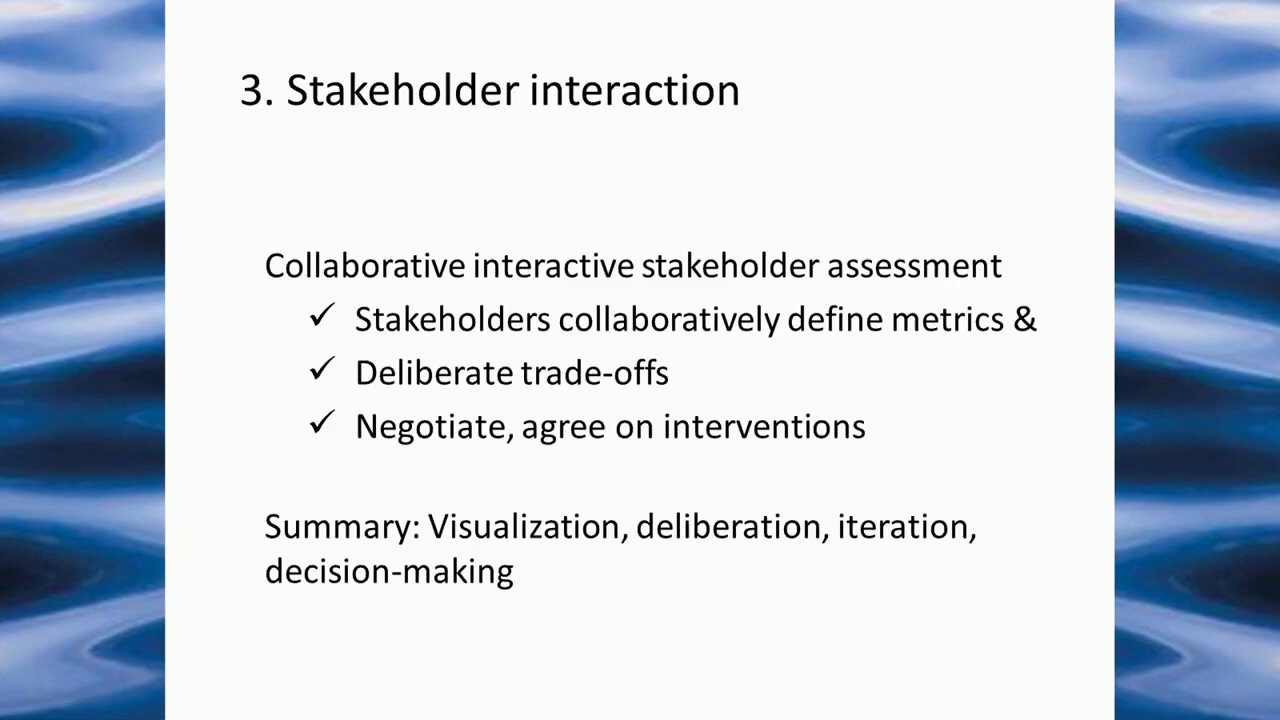 3. Stakeholder interaction
Collaborative interactive stakeholder assessment
✓ Stakeholders collaboratively define metrics &
✓ Deliberate trade-offs
✓ Negotiate, agree on interventions
Summary: Visualization, deliberation, iteration,
decision-making